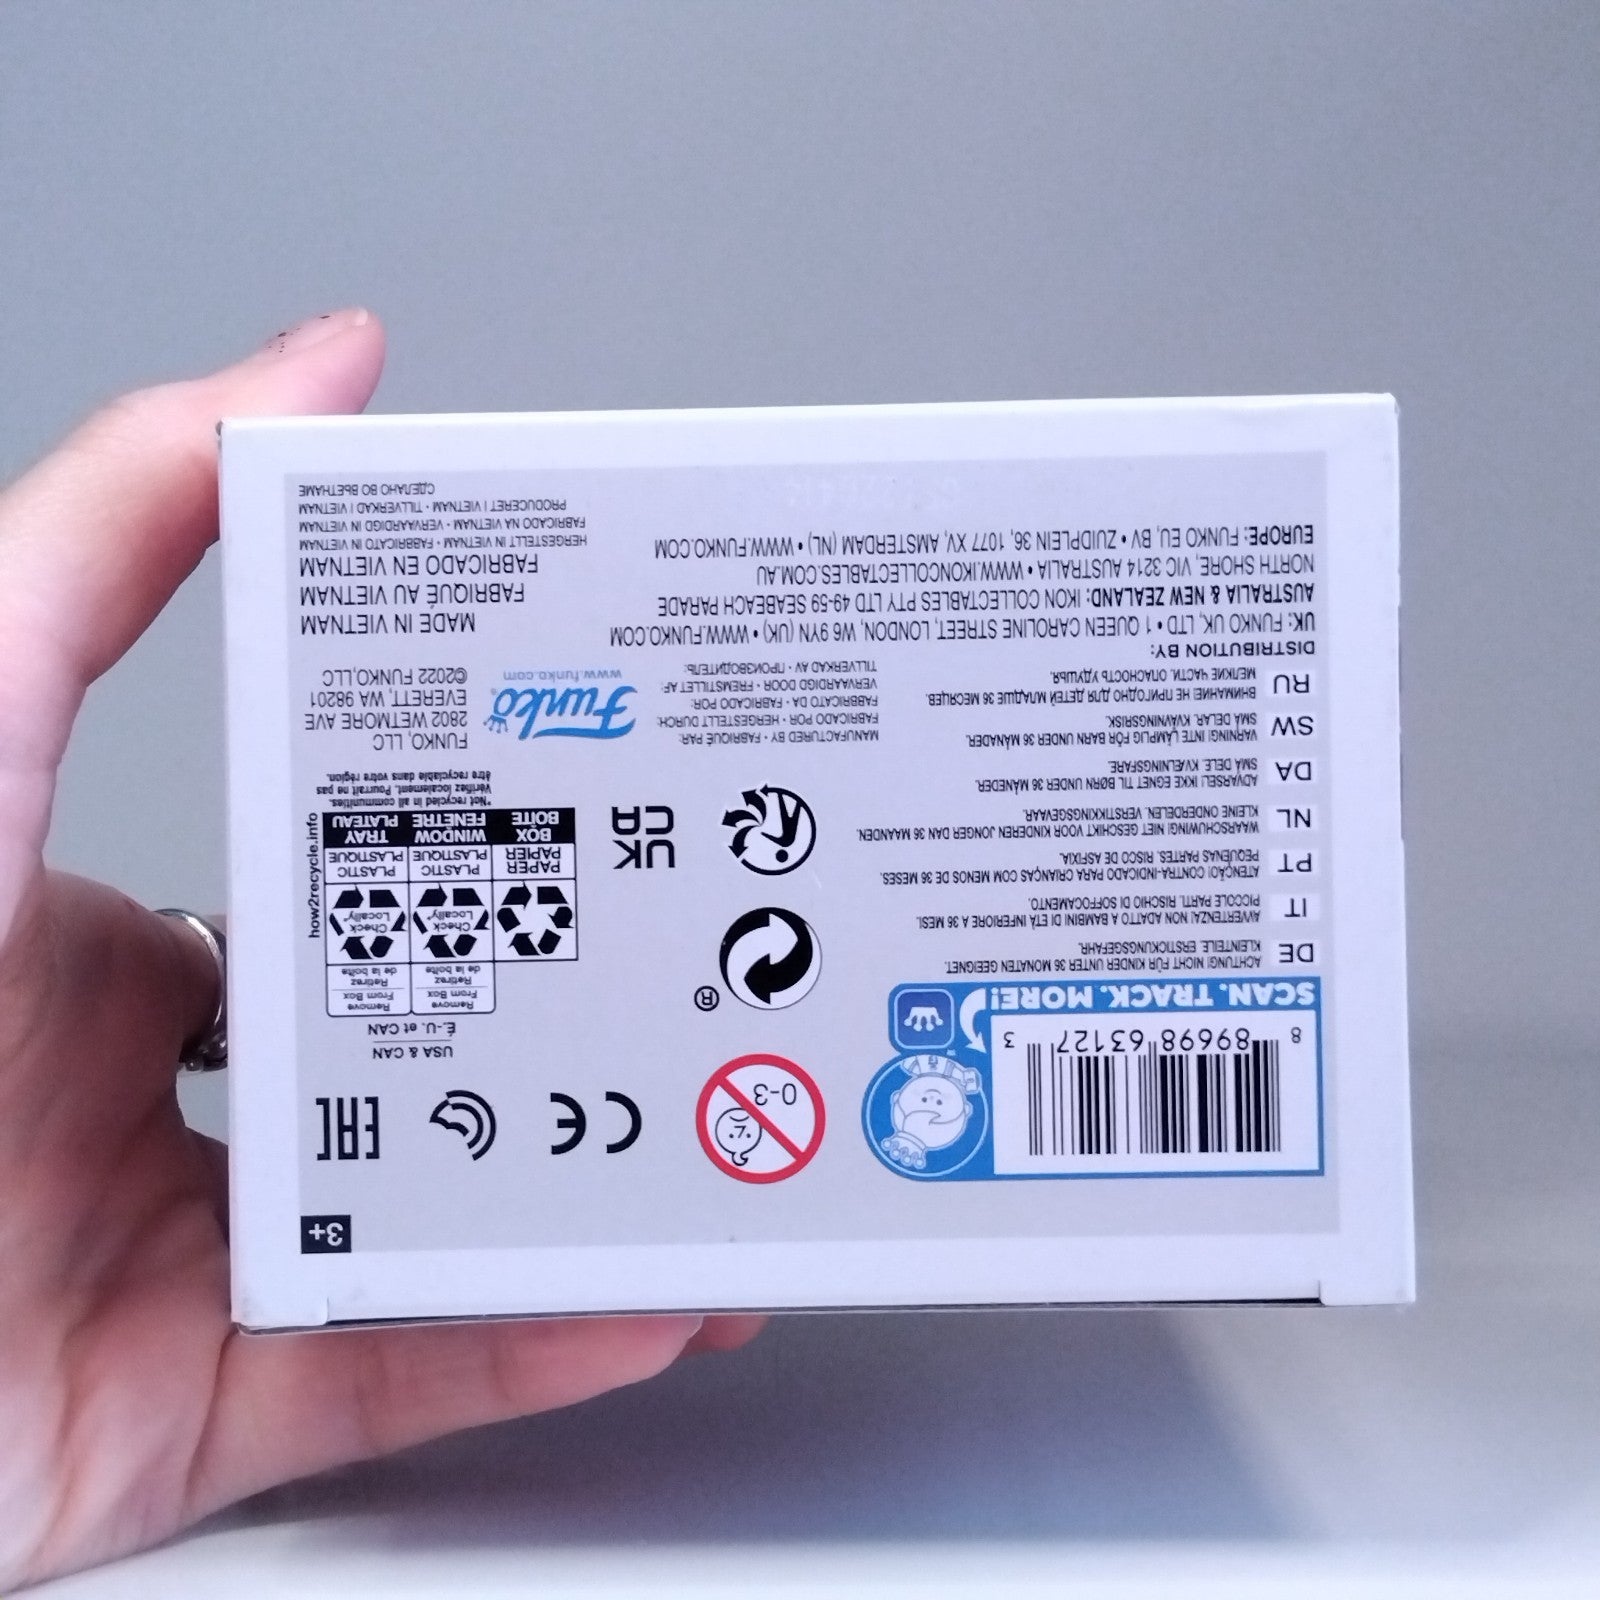 3+
8 89698 63127 3
SCAN. TRACK. MORE!
0-3
CE
EAC
USA & CAN
É.-U. et CAN
Remove
From Box
Retirez
de la boîte
Remove
From Box
Retirez
de la boîte
Check
Locally*
Check
Locally*
PAPER
PAPIER
PLASTIC
PLASTIQUE
PLASTIC
PLASTIQUE
BOX
BOÎTE
WINDOW
FENÊTRE
TRAY
PLATEAU
how2recycle.info
*Not recycled in all communities.
Vérifiez localement. Pourrait ne pas
être recyclable dans votre région.
®
UK
CA
DE
ACHTUNG! NICHT FÜR KINDER UNTER 36 MONATEN GEEIGNET.
KLEINTEILE. ERSTICKUNGSGEFAHR.
IT
AVVERTENZA! NON ADATTO A BAMBINI DI ETÀ INFERIORE A 36 MESI.
PICCOLE PARTI. RISCHIO DI SOFFOCAMENTO.
PT
ATENÇÃO! CONTRA-INDICADO PARA CRIANÇAS COM MENOS DE 36 MESES.
PEQUENAS PARTES. RISCO DE ASFIXIA.
NL
WAARSCHUWING! NIET GESCHIKT VOOR KINDEREN JONGER DAN 36 MAANDEN.
KLEINE ONDERDELEN. VERSTIKKINGSGEVAAR.
DA
ADVARSEL! IKKE EGNET TIL BØRN UNDER 36 MÅNEDER.
SMÅ DELE. KVÆLNINGSFARE.
SW
VARNING! INTE LÄMPLIG FÖR BARN UNDER 36 MÅNADER.
SMÅ DELAR. KVÄVNINGSRISK.
RU
ВНИМАНИЕ НЕ ПРИГОДНО ДЛЯ ДЕТЕЙ МЛАДШЕ 36 МЕСЯЦЕВ.
МЕЛКИЕ ЧАСТИ. ОПАСНОСТЬ УДУШЬЯ.
MANUFACTURED BY • FABRIQUÉ PAR:
FABRICADO POR • HERGESTELLT DURCH:
FABBRICATO DA • FABRICADO POR:
VERVAARDIGD DOOR • FREMSTILLET AF:
TILLVERKAD AV • ПРОИЗВОДИТЕЛЬ:
Funko®
www.funko.com
FUNKO, LLC
2802 WETMORE AVE
EVERETT, WA 98201
©2022 FUNKO,LLC
DISTRIBUTION BY:
UK: FUNKO UK, LTD • 1 QUEEN CAROLINE STREET, LONDON, W6 9YN (UK) • WWW.FUNKO.COM
AUSTRALIA & NEW ZEALAND: IKON COLLECTABLES PTY LTD 49-59 SEABEACH PARADE
NORTH SHORE, VIC 3214 AUSTRALIA • WWW.IKONCOLLECTABLES.COM.AU
EUROPE: FUNKO EU, BV • ZUIDPLEIN 36, 1077 XV, AMSTERDAM (NL) • WWW.FUNKO.COM
MADE IN VIETNAM
FABRIQUÉ AU VIETNAM
FABRICADO EN VIETNAM
HERGESTELLT IN VIETNAM • FABBRICATO IN VIETNAM
FABRICADO NA VIETNAM • VERVAARDIGD IN VIETNAM
PRODUCERET I VIETNAM • TILLVERKAD I VIETNAM
СДЕЛАНО ВО ВЬЕТНАМЕ